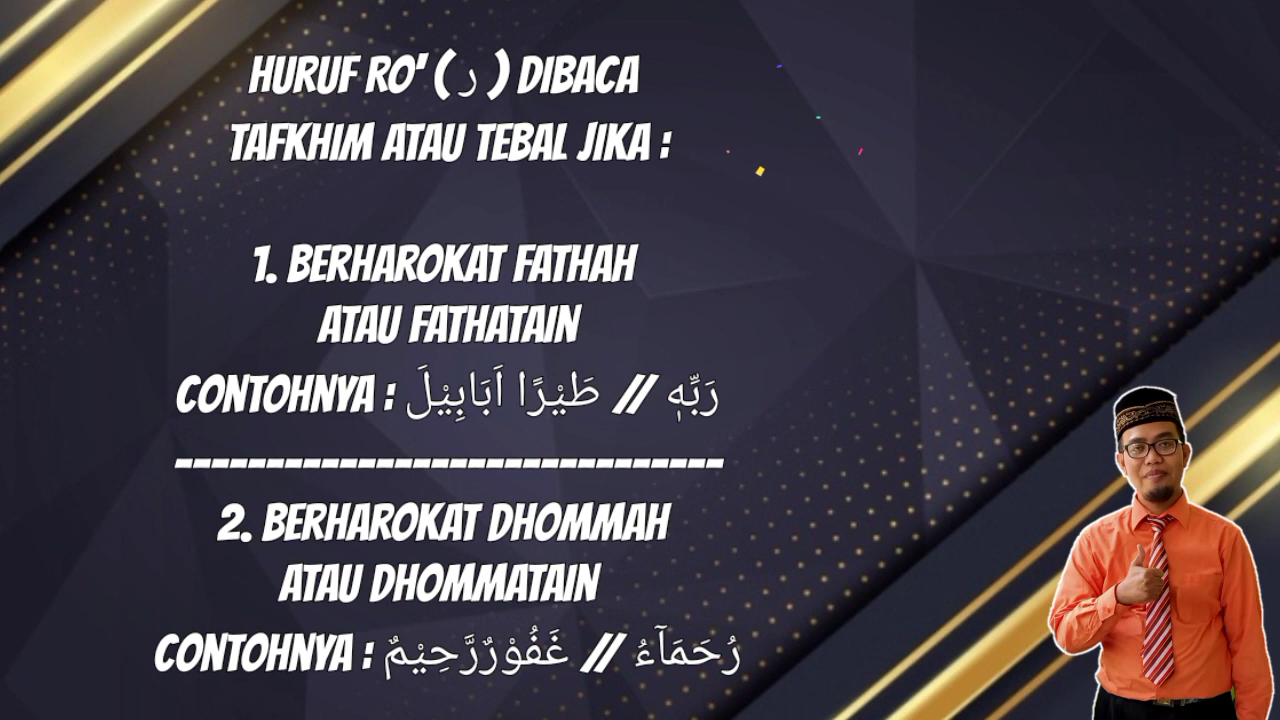 HURUF RO' ( ر ) DIBACA
TAFKHIM ATAU TEBAL JIKA :
1. BERHAROKAT FATHAH
ATAU FATHATAIN
CONTOHNYA : رَبِّهٖ // طَيْرًا اَبَابِيْلَ
------------------------------
2. BERHAROKAT DHOMMAH
ATAU DHOMMATAIN
CONTOHNYA : رُحَمَآءُ // غَفُوْرٌرَّحِيْمٌ